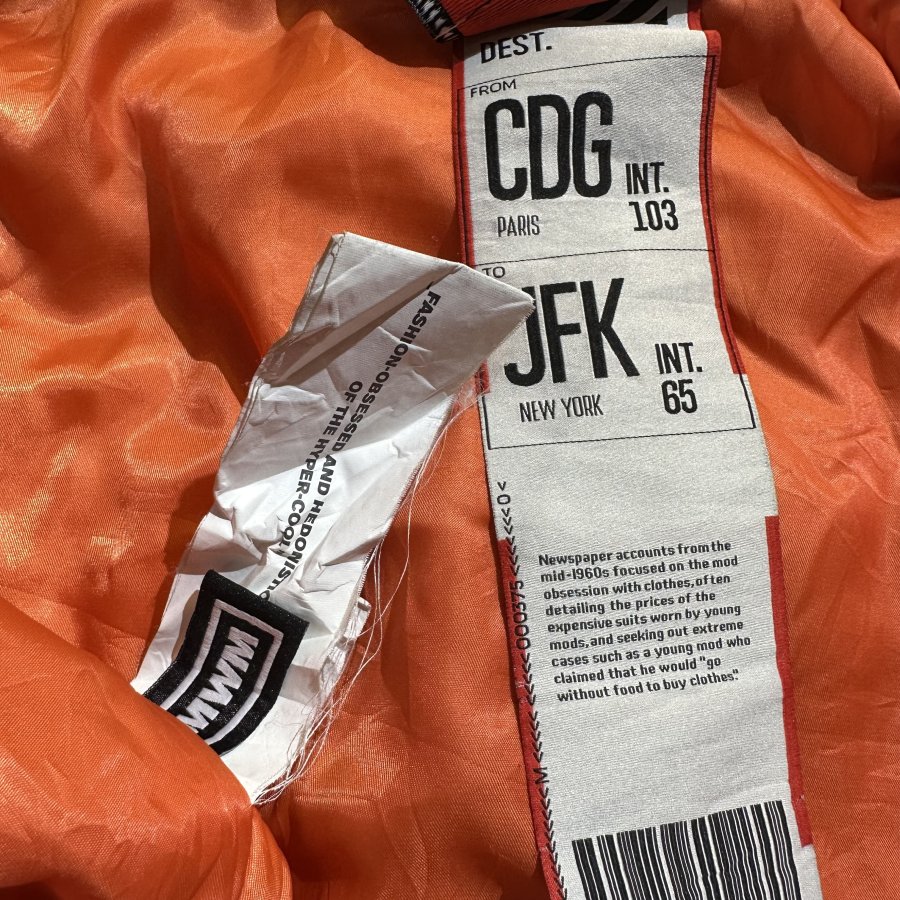 DEST.
FROM
CDG
INT.
103
PARIS
TO
JFK
INT.
65
NEW YORK
V
O<<<<<<000375<<<<<<<<<<<<M<<<<<
Newspaper accounts from the
mid-1960s focused on the mod
obsession with clothes, often
detailing the prices of the
expensive suits worn by young
mods, and seeking out extreme
cases such as a young mod who
claimed that he would "go
without food to buy clothes".
FASHION-OBSESSED AND HEDONISTIC
OF THE HYPER-COOL